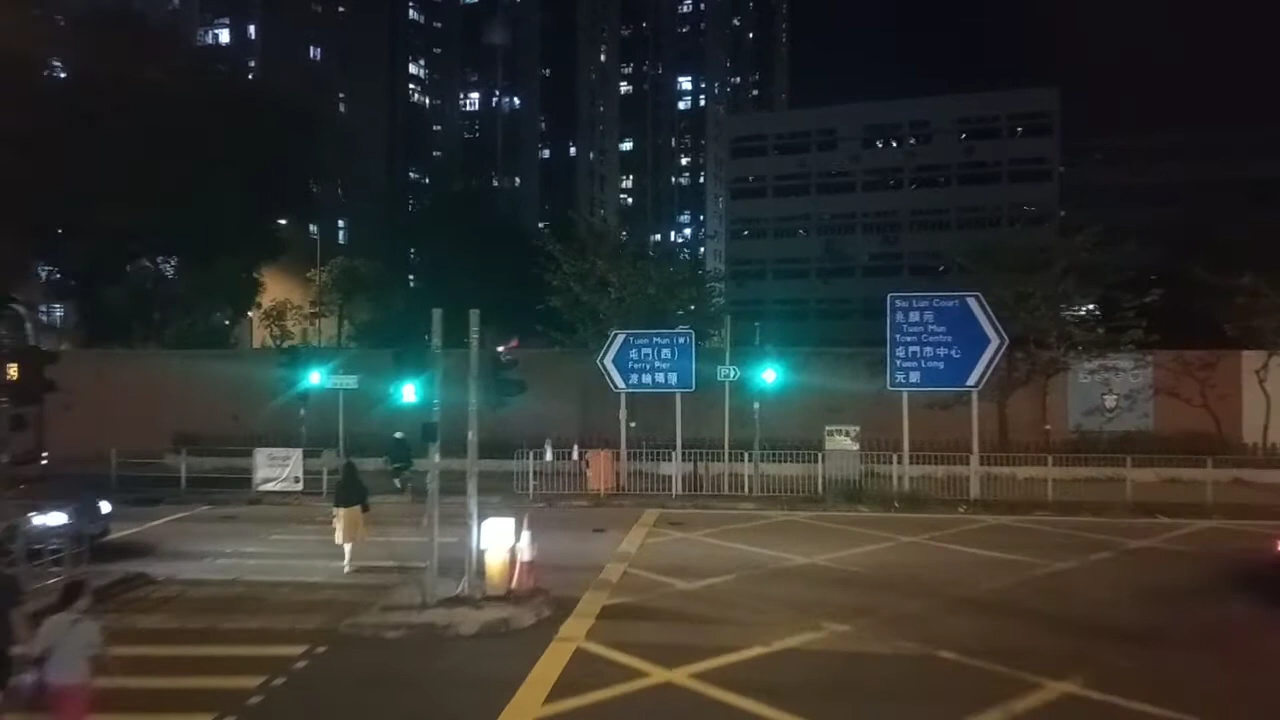 Tuen Mun (W)
屯門(西)
Ferry Pier
渡輪碼頭
P
Siu Lun Court
兆麟苑
Tuen Mun
Town Centre
屯門市中心
Yuen Long
元朗